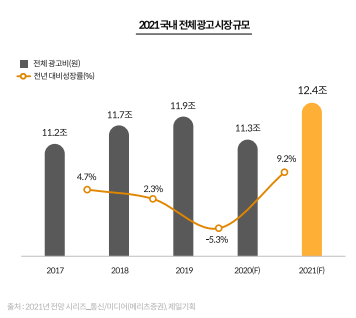 2021 국내 전체 광고 시장 규모
전체 광고비(원)
전년 대비성장률(%)
11.2조
11.7조
11.9조
11.3조
12.4조
4.7%
2.3%
-5.3%
9.2%
2017
2018
2019
2020(F)
2021(F)
출처 : 2021년 전망 시리즈_통신/미디어(메리츠증권), 제일기획